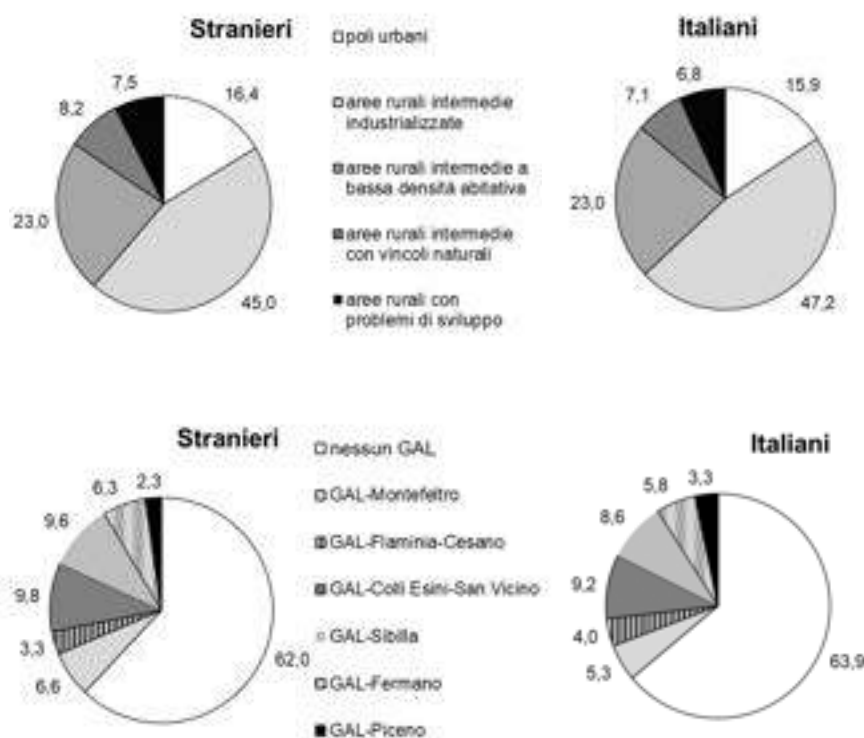 Stranieri
7,5
16,4
8,2
23,0
45,0
poli urbani
aree rurali intermedie
industrializzate
aree rurali intermedie a
bassa densità abitativa
aree rurali intermedie
con vincoli naturali
aree rurali con
problemi di sviluppo
Italiani
6,8
15,9
7,1
23,0
47,2
Stranieri
2,3
6,3
9,6
9,8
3,3
6,6
62,0
nessun GAL
GAL-Montefeltro
GAL-Flaminia-Cesano
GAL-Colli Esini-San Vicino
GAL-Sibilla
GAL-Fermano
GAL-Piceno
Italiani
3,3
5,8
8,6
9,2
4,0
5,3
63,9